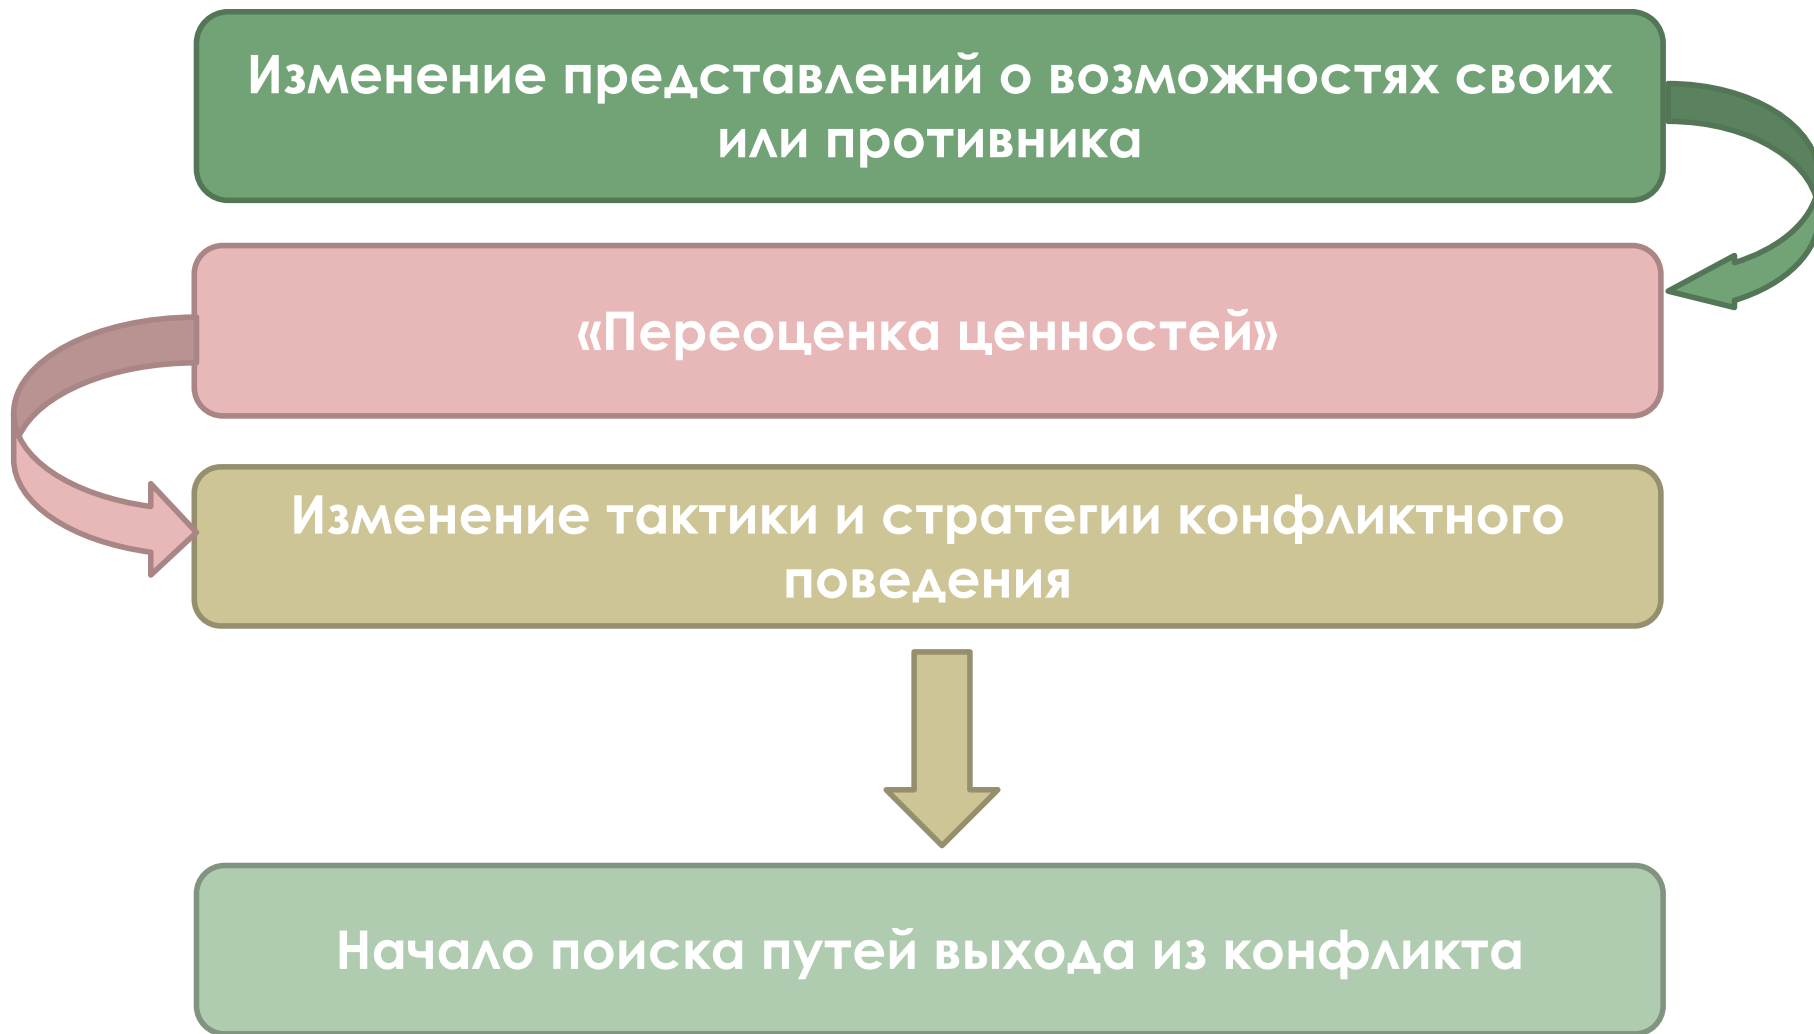 Изменение представлений о возможностях своих
или противника
«Переоценка ценностей»
Изменение тактики и стратегии конфликтного
поведения
Начало поиска путей выхода из конфликта